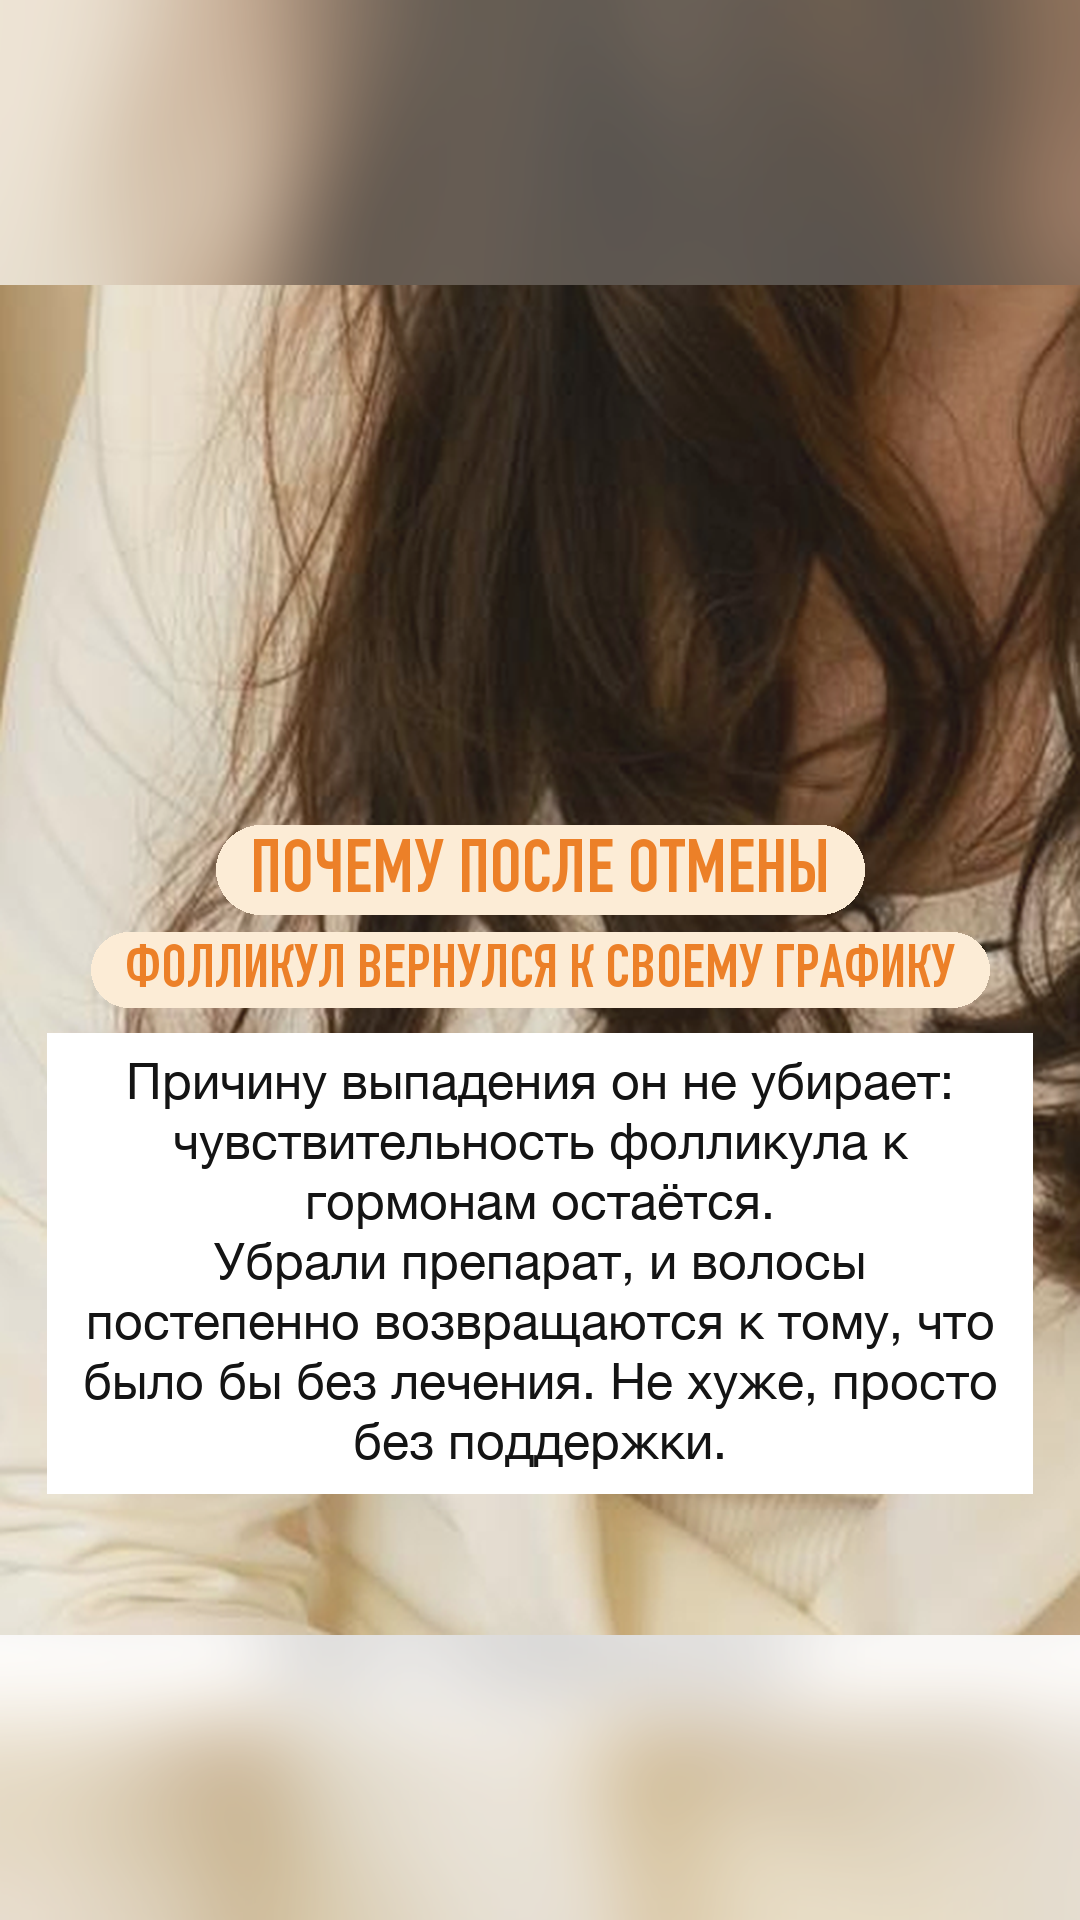 ПОЧЕМУ ПОСЛЕ ОТМЕНЫ
ФОЛЛИКУЛ ВЕРНУЛСЯ К СВОЕМУ ГРАФИКУ
Причину выпадения он не убирает:
чувствительность фолликула к
гормонам остаётся.
Убрали препарат, и волосы
постепенно возвращаются к тому, что
было бы без лечения. Не хуже, просто
без поддержки.